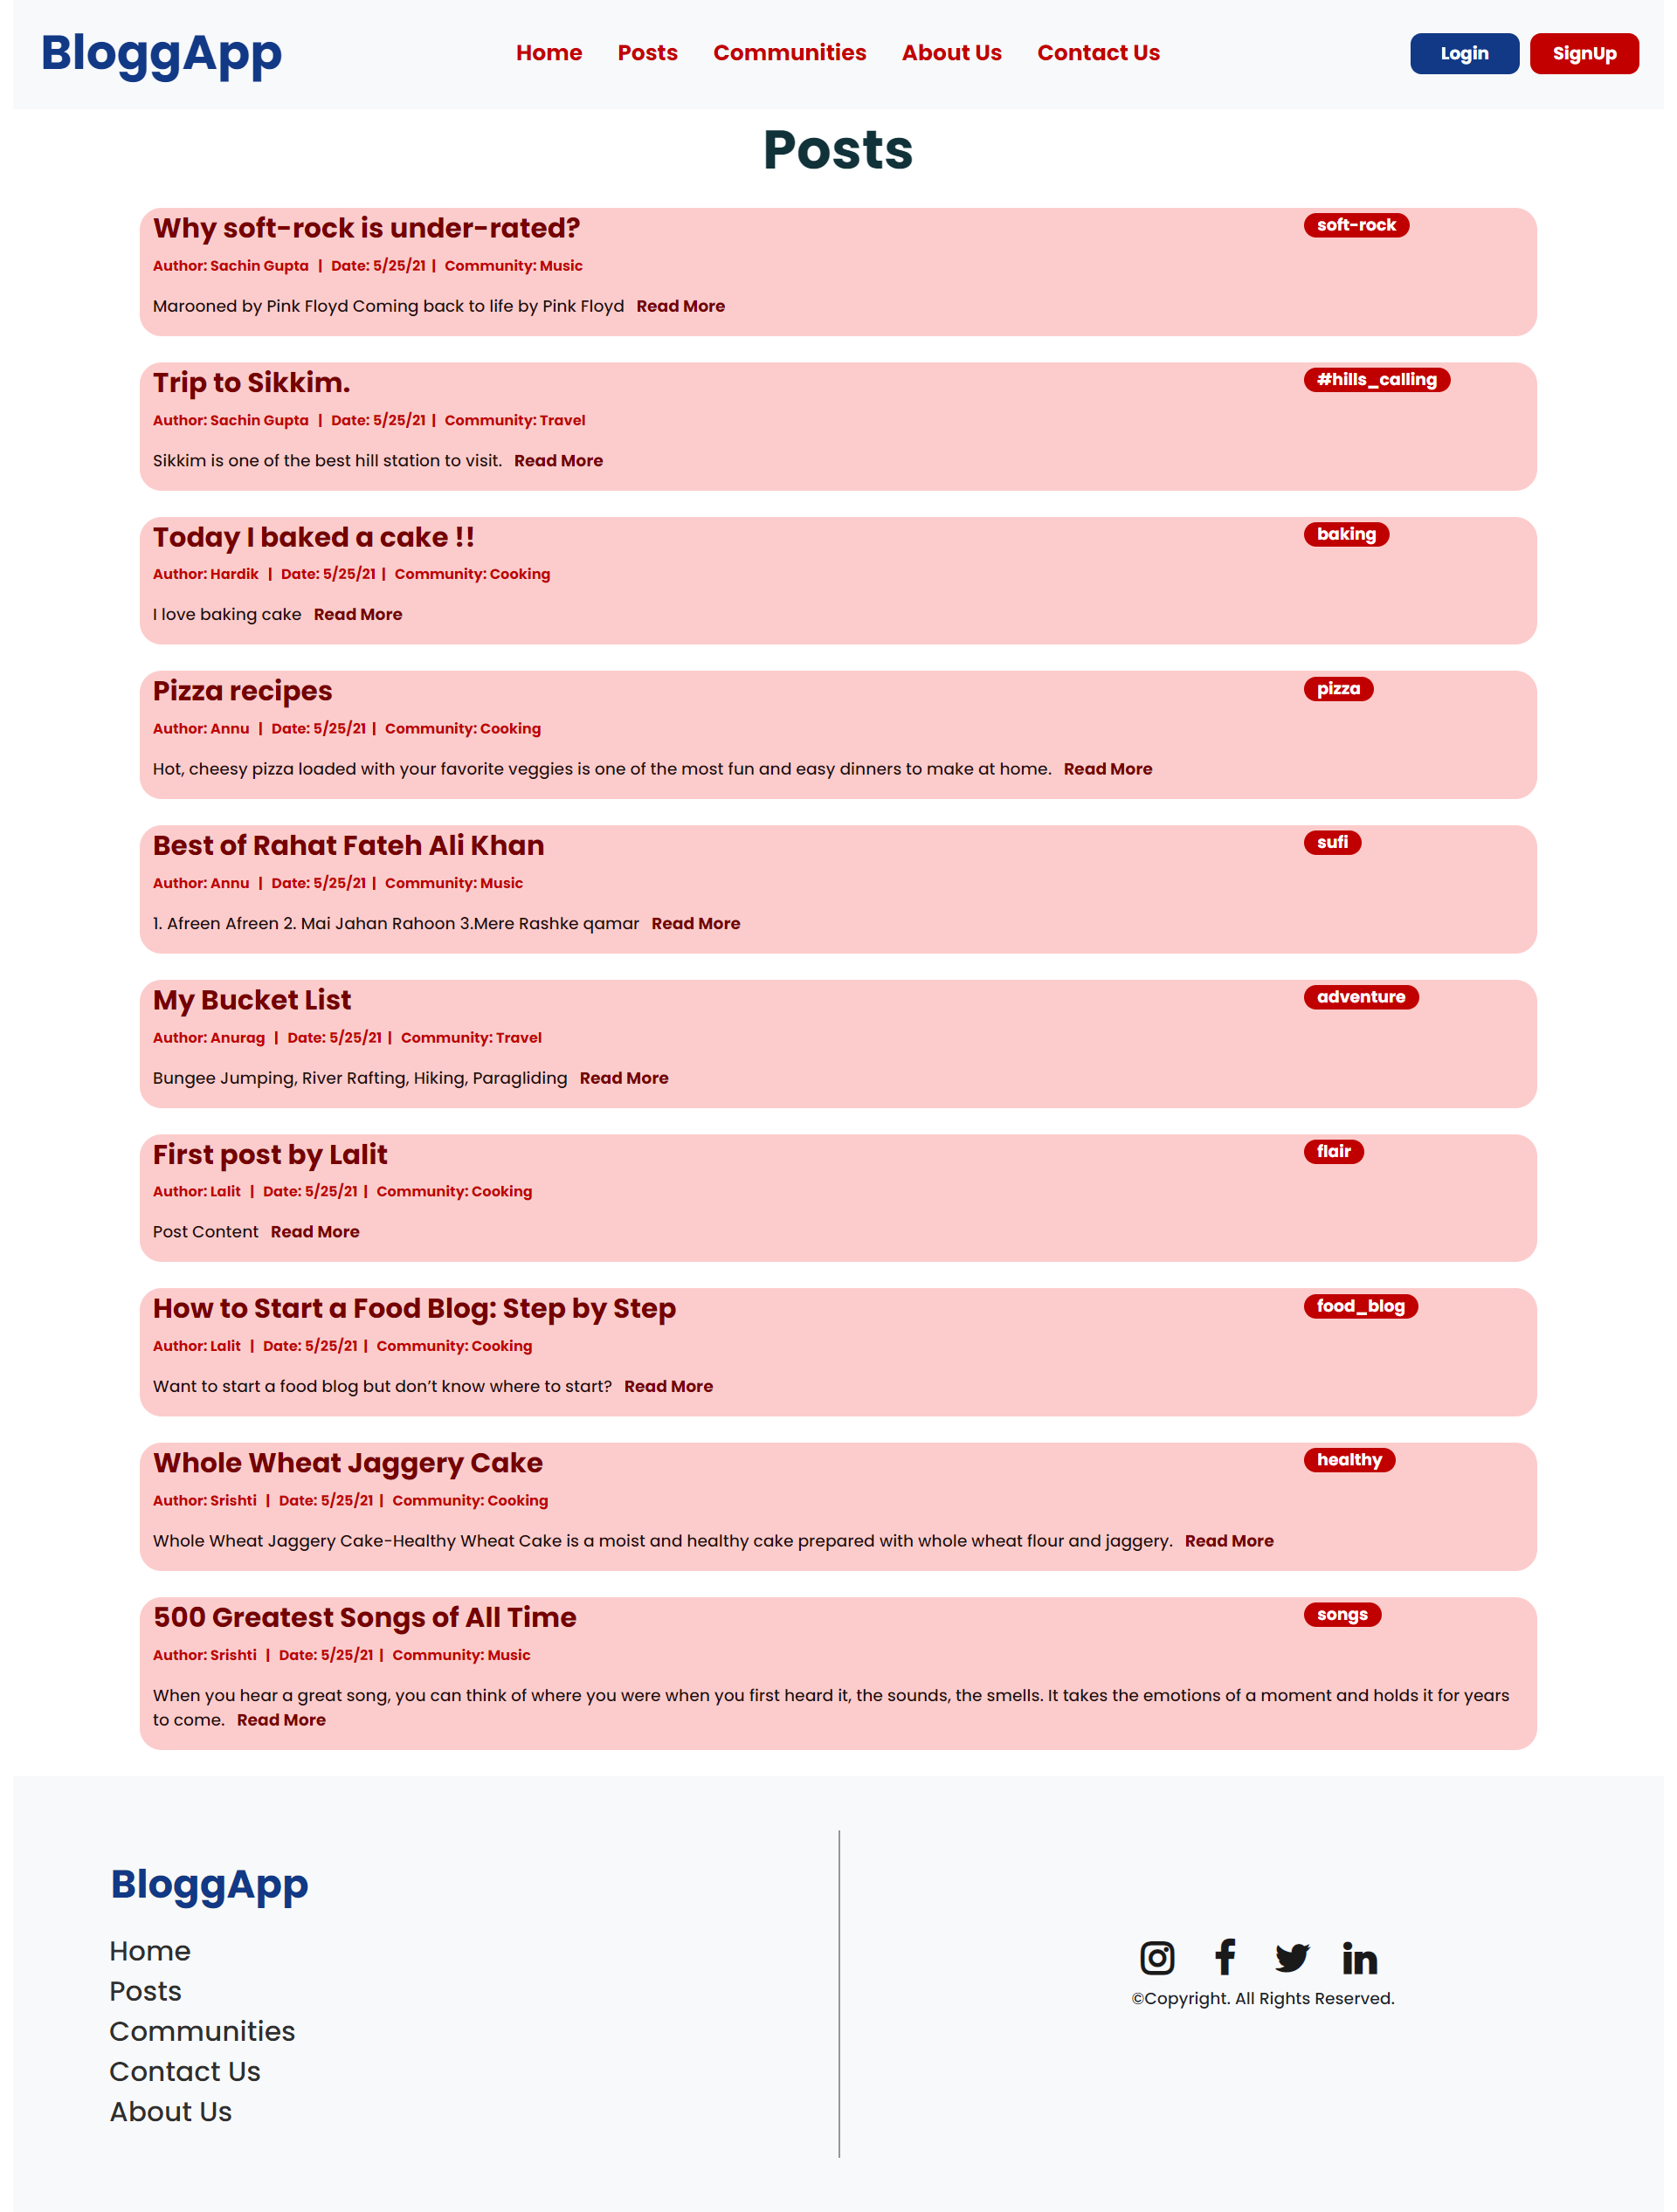 BloggApp
Home Posts Communities About Us Contact Us
Login SignUp
Posts
Why soft-rock is under-rated?
soft-rock
Author: Sachin Gupta | Date: 5/25/21 | Community: Music
Marooned by Pink Floyd Coming back to life by Pink Floyd Read More
Trip to Sikkim.
#hills_calling
Author: Sachin Gupta | Date: 5/25/21 | Community: Travel
Sikkim is one of the best hill station to visit. Read More
Today I baked a cake !!
baking
Author: Hardik | Date: 5/25/21 | Community: Cooking
I love baking cake Read More
Pizza recipes
pizza
Author: Annu | Date: 5/25/21 | Community: Cooking
Hot, cheesy pizza loaded with your favorite veggies is one of the most fun and easy dinners to make at home. Read More
Best of Rahat Fateh Ali Khan
sufi
Author: Annu | Date: 5/25/21 | Community: Music
1. Afreen Afreen 2. Mai Jahan Rahoon 3.Mere Rashke qamar Read More
My Bucket List
adventure
Author: Anurag | Date: 5/25/21 | Community: Travel
Bungee Jumping, River Rafting, Hiking, Paragliding Read More
First post by Lalit
flair
Author: Lalit | Date: 5/25/21 | Community: Cooking
Post Content Read More
How to Start a Food Blog: Step by Step
food_blog
Author: Lalit | Date: 5/25/21 | Community: Cooking
Want to start a food blog but don’t know where to start? Read More
Whole Wheat Jaggery Cake
healthy
Author: Srishti | Date: 5/25/21 | Community: Cooking
Whole Wheat Jaggery Cake-Healthy Wheat Cake is a moist and healthy cake prepared with whole wheat flour and jaggery. Read More
500 Greatest Songs of All Time
songs
Author: Srishti | Date: 5/25/21 | Community: Music
When you hear a great song, you can think of where you were when you first heard it, the sounds, the smells. It takes the emotions of a moment and holds it for years
to come. Read More
BloggApp
Home
Posts
Communities
Contact Us
About Us
©Copyright. All Rights Reserved.